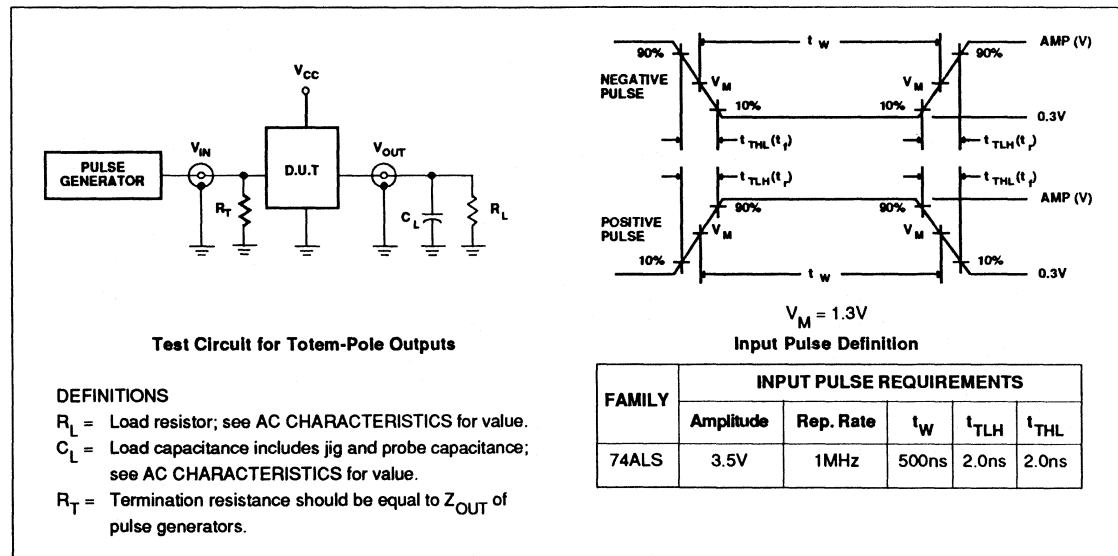 V_CC
V_IN
V_OUT
PULSE GENERATOR
D.U.T
R_T
C_L
R_L
Test Circuit for Totem-Pole Outputs
DEFINITIONS
R_L = Load resistor; see AC CHARACTERISTICS for value.
C_L = Load capacitance includes jig and probe capacitance;
see AC CHARACTERISTICS for value.
R_T = Termination resistance should be equal to Z_OUT of
pulse generators.
t_W
AMP (V)
90%
90%
NEGATIVE
PULSE
V_M
V_M
10%
10%
0.3V
t_THL (t_f)
t_TLH (t_r)
t_TLH (t_r)
t_THL (t_f)
AMP (V)
90%
90%
POSITIVE
PULSE
V_M
V_M
10%
10%
t_W
0.3V
V_M = 1.3V
Input Pulse Definition
FAMILY INPUT PULSE REQUIREMENTS
Amplitude Rep. Rate t_W t_TLH t_THL
74ALS 3.5V 1MHz 500ns 2.0ns 2.0ns